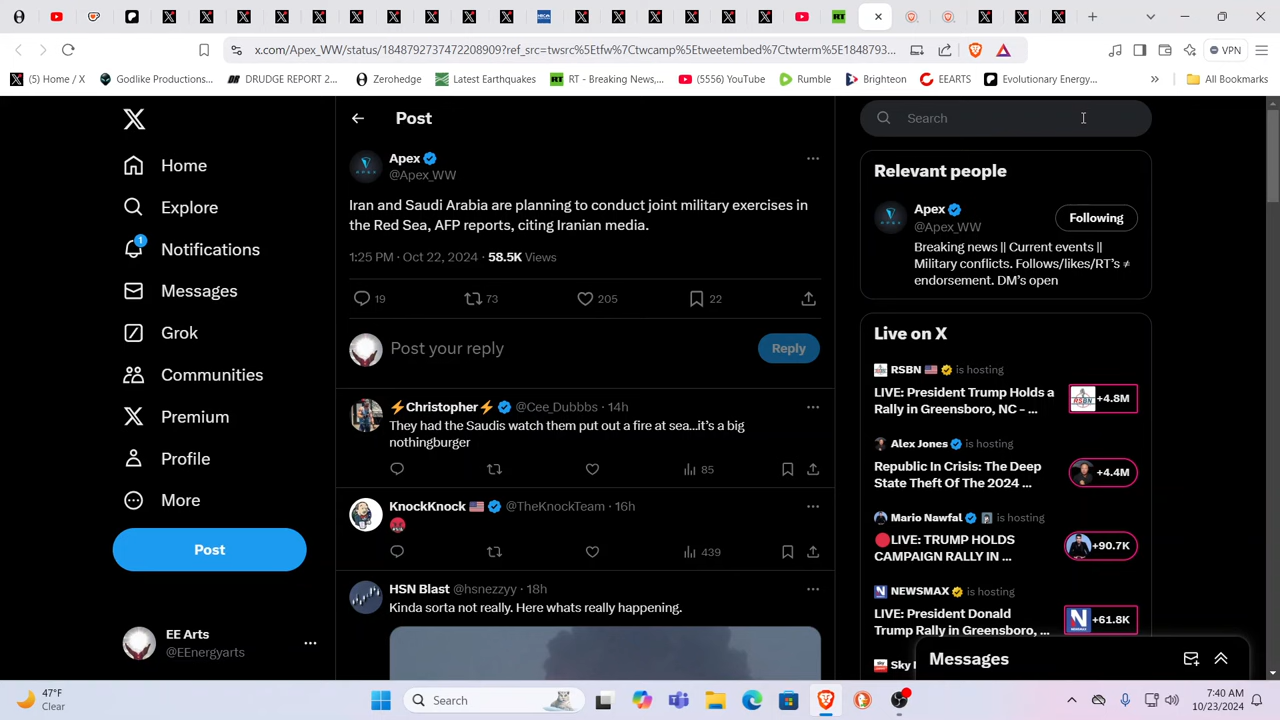 x.com/Apex_WW/status/1848792737472208909?ref_src=twsrc%5Etfw%7Ctwcamp%5Etweetembed%7Ctwterm%5E1848793...
VPN
(5) Home / X
Godlike Productions...
DRUDGE REPORT 2...
Zerohedge
Latest Earthquakes
RT - Breaking News,...
(5555) YouTube
Rumble
Brighteon
EEARTS
Evolutionary Energy...
All Bookmarks
Home
Explore
1
Notifications
Messages
Grok
Communities
Premium
Profile
More
Post
EE Arts
@EEnergyarts
Post
Apex
@Apex_WW
Iran and Saudi Arabia are planning to conduct joint military exercises in
the Red Sea, AFP reports, citing Iranian media.
1:25 PM · Oct 22, 2024 · 58.5K Views
19 73 205 22
Post your reply
Reply
⚡Christopher⚡ @Cee_Dubbbs · 14h
They had the Saudis watch them put out a fire at sea...it's a big
nothingburger
85
KnockKnock @TheKnockTeam · 16h
439
HSN Blast @hsnezzyy · 18h
Kinda sorta not really. Here whats really happening.
Search
Relevant people
Apex
@Apex_WW
Following
Breaking news || Current events ||
Military conflicts. Follows/likes/RT's ≠
endorsement. DM's open
Live on X
RSBN is hosting
LIVE: President Trump Holds a
Rally in Greensboro, NC - ...
+4.8M
Alex Jones is hosting
Republic In Crisis: The Deep
State Theft Of The 2024 ...
+4.4M
Mario Nawfal is hosting
LIVE: TRUMP HOLDS
CAMPAIGN RALLY IN ...
+90.7K
NEWSMAX is hosting
LIVE: President Donald
Trump Rally in Greensboro, ...
+61.8K
Messages
47°F
Clear
Search
7:40 AM
10/23/2024